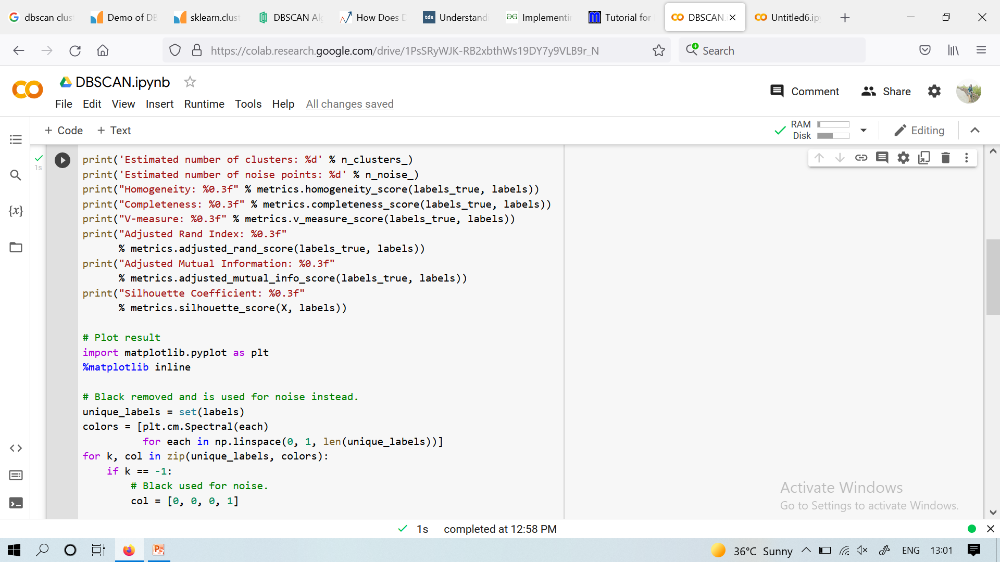 dbscan clus
Demo of DB
sklearn.clust
DBSCAN Alg
How Does D
tds
Understandi
Implementin
Tutorial for
DBSCAN.i
Untitled6.ipy
https://colab.research.google.com/drive/1PsSRyWJK-RB2xbthWs19DY7y9VLB9r_N
Search
DBSCAN.ipynb
Comment
Share
File Edit View Insert Runtime Tools Help All changes saved
+ Code + Text
RAM
Disk
Editing
1s
print('Estimated number of clusters: %d' % n_clusters_)
print('Estimated number of noise points: %d' % n_noise_)
print("Homogeneity: %0.3f" % metrics.homogeneity_score(labels_true, labels))
print("Completeness: %0.3f" % metrics.completeness_score(labels_true, labels))
print("V-measure: %0.3f" % metrics.v_measure_score(labels_true, labels))
print("Adjusted Rand Index: %0.3f"
      % metrics.adjusted_rand_score(labels_true, labels))
print("Adjusted Mutual Information: %0.3f"
      % metrics.adjusted_mutual_info_score(labels_true, labels))
print("Silhouette Coefficient: %0.3f"
      % metrics.silhouette_score(X, labels))
# Plot result
import matplotlib.pyplot as plt
%matplotlib inline
# Black removed and is used for noise instead.
unique_labels = set(labels)
colors = [plt.cm.Spectral(each)
          for each in np.linspace(0, 1, len(unique_labels))]
for k, col in zip(unique_labels, colors):
    if k == -1:
        # Black used for noise.
        col = [0, 0, 0, 1]
{x}
Activate Windows
Go to Settings to activate Windows.
1s completed at 12:58 PM
36°C Sunny
ENG
13:01